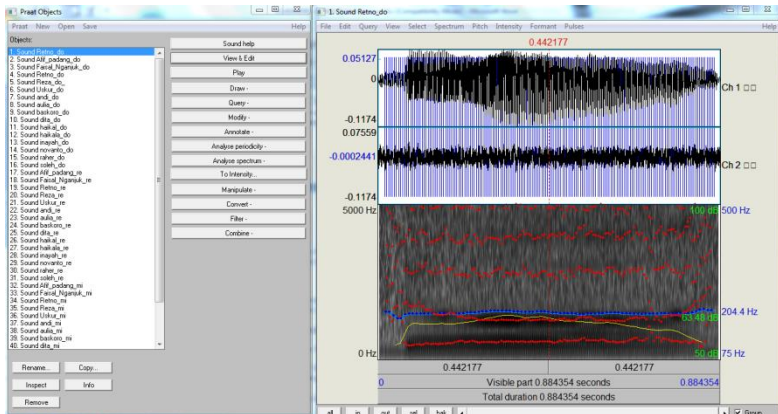 Praat Objects
Praat New Open Save Help
Objects:
1. Sound Retno_do
2. Sound Afif_padang_do
3. Sound Faisal_Nganjuk_do
4. Sound Retno_do
5. Sound Reza_do_
6. Sound Uskur_do
7. Sound andi_do
8. Sound aulia_do
9. Sound baskoro_do
10. Sound dita_do
11. Sound haikal_do
12. Sound haikala_do
13. Sound inayah_do
14. Sound novanto_do
15. Sound raher_do
16. Sound soleh_do
17. Sound Afif_padang_re
18. Sound Faisal_Nganjuk_re
19. Sound Retno_re
20. Sound Reza_re
21. Sound Uskur_re
22. Sound andi_re
23. Sound aulia_re
24. Sound baskoro_re
25. Sound dita_re
26. Sound haikal_re
27. Sound haikala_re
28. Sound inayah_re
29. Sound novanto_re
30. Sound raher_re
31. Sound soleh_re
32. Sound Afif_padang_mi
33. Sound Faisal_Nganjuk_mi
34. Sound Retno_mi
35. Sound Reza_mi
36. Sound Uskur_mi
37. Sound andi_mi
38. Sound aulia_mi
39. Sound baskoro_mi
40. Sound dita_mi
Sound help
View & Edit
Play
Draw -
Query -
Modify -
Annotate -
Analyse periodicity -
Analyse spectrum -
To Intensity...
Manipulate -
Convert -
Filter -
Combine -
Rename... Copy...
Inspect Info
Remove
1. Sound Retno_do
File Edit Query View Select Spectrum Pitch Intensity Formant Pulses Help
0.442177
0.05127
0
Ch 1
-0.1174
0.07559
-0.0002441
Ch 2
-0.1174
5000 Hz 100 dB 500 Hz
63.48 dB 204.4 Hz
0 Hz 50 dB 75 Hz
0.442177 0.442177
0 Visible part 0.884354 seconds 0.884354
Total duration 0.884354 seconds
all in out sel bak Group